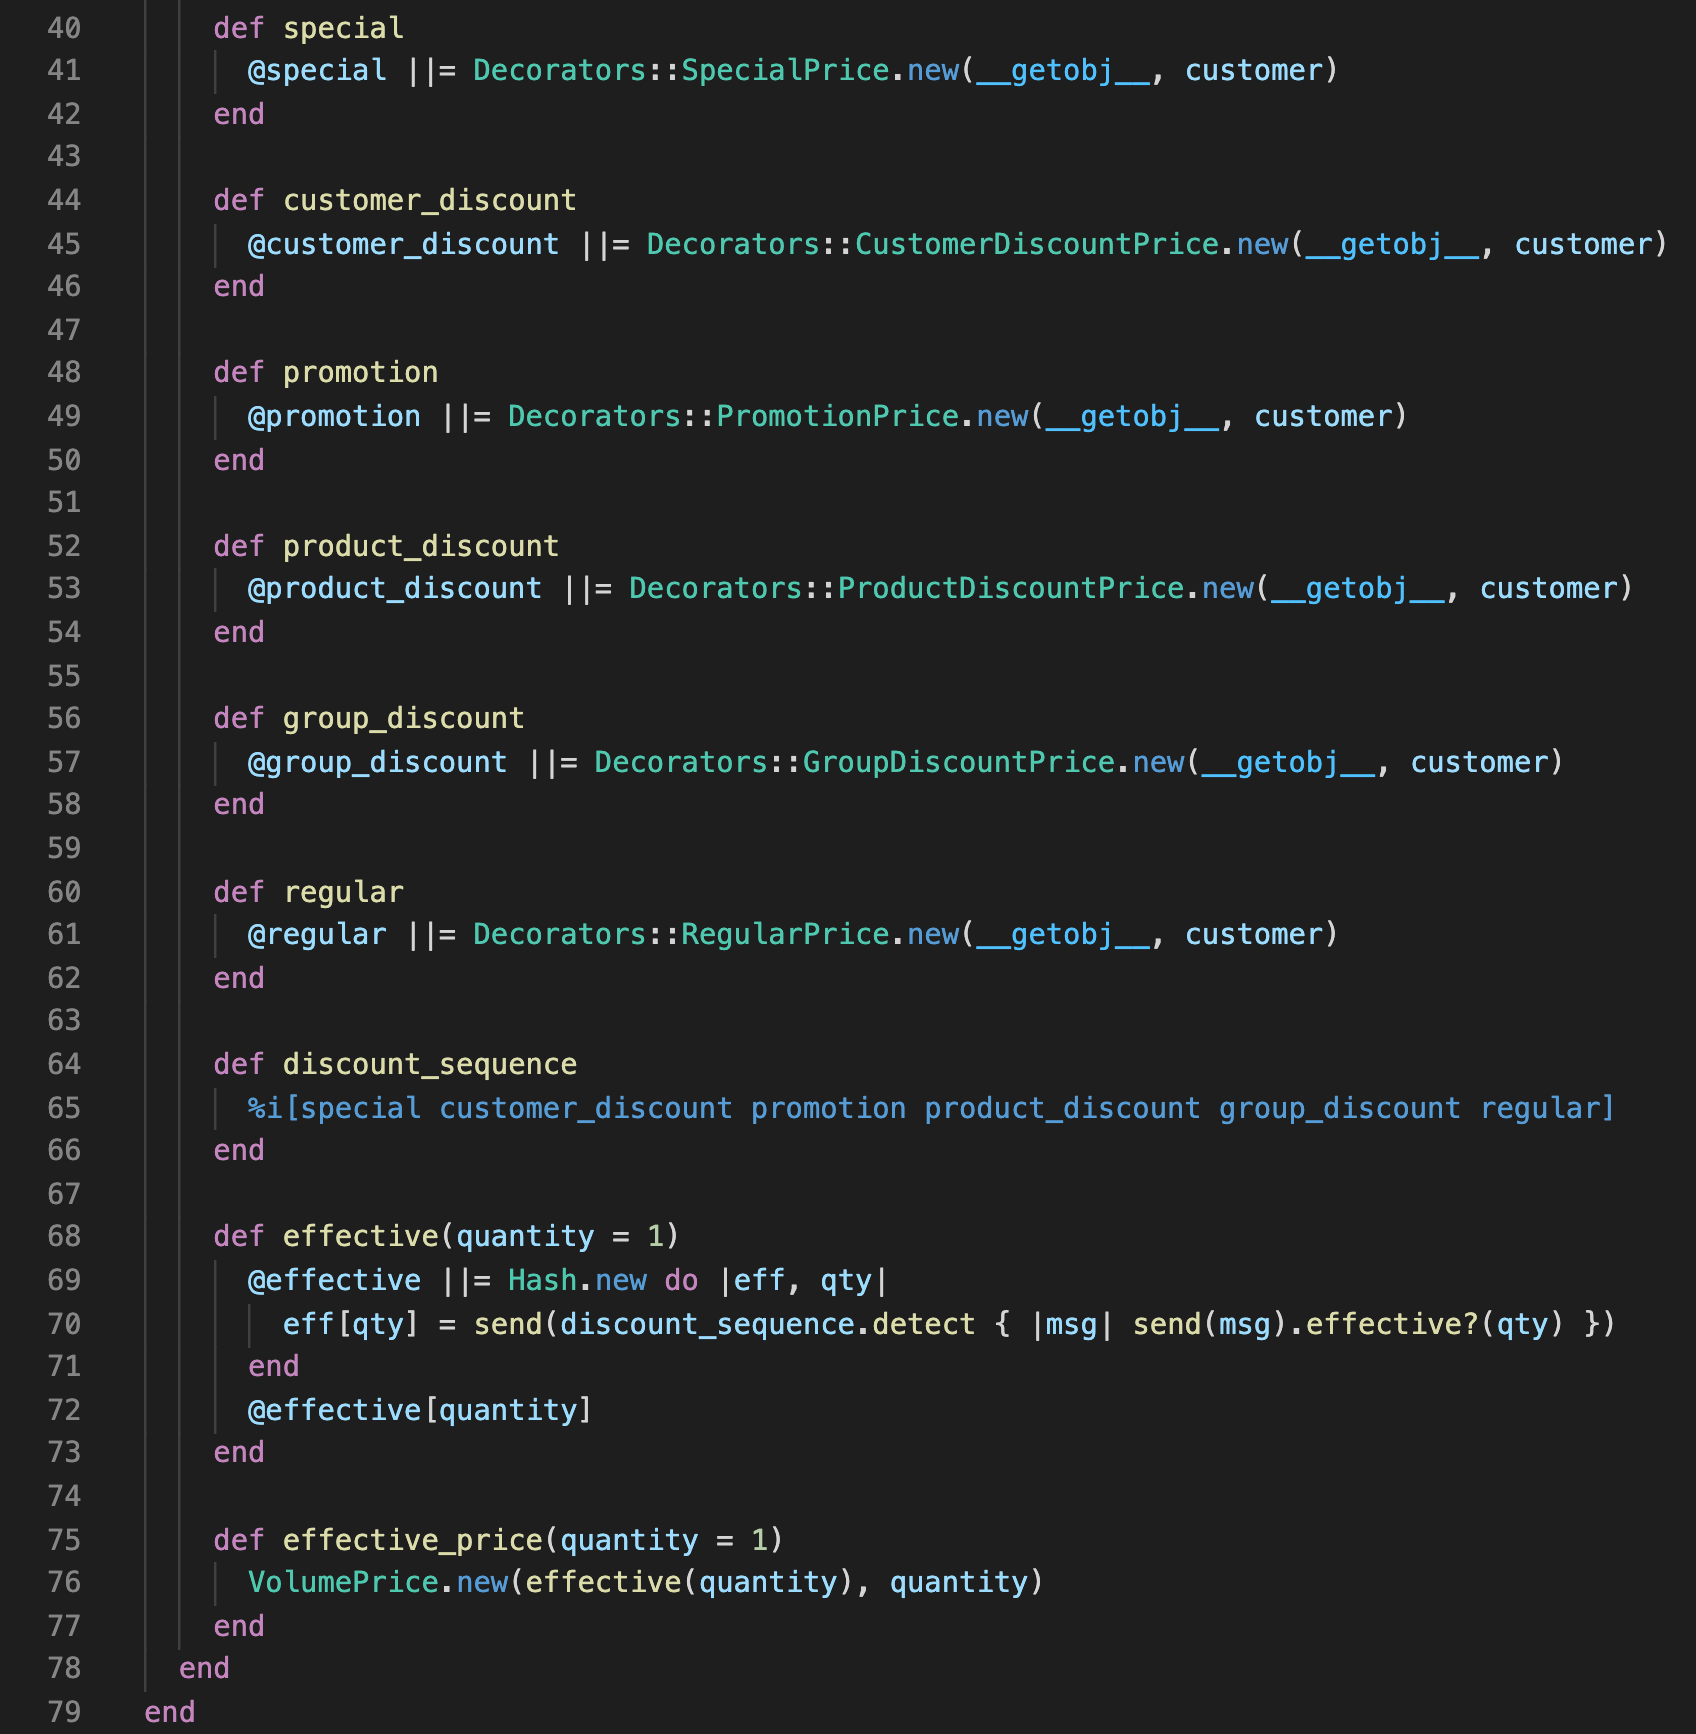 40 def special
41 @special ||= Decorators::SpecialPrice.new(__getobj__, customer)
42 end
43
44 def customer_discount
45 @customer_discount ||= Decorators::CustomerDiscountPrice.new(__getobj__, customer)
46 end
47
48 def promotion
49 @promotion ||= Decorators::PromotionPrice.new(__getobj__, customer)
50 end
51
52 def product_discount
53 @product_discount ||= Decorators::ProductDiscountPrice.new(__getobj__, customer)
54 end
55
56 def group_discount
57 @group_discount ||= Decorators::GroupDiscountPrice.new(__getobj__, customer)
58 end
59
60 def regular
61 @regular ||= Decorators::RegularPrice.new(__getobj__, customer)
62 end
63
64 def discount_sequence
65 %i[special customer_discount promotion product_discount group_discount regular]
66 end
67
68 def effective(quantity = 1)
69 @effective ||= Hash.new do |eff, qty|
70 eff[qty] = send(discount_sequence.detect { |msg| send(msg).effective?(qty) })
71 end
72 @effective[quantity]
73 end
74
75 def effective_price(quantity = 1)
76 VolumePrice.new(effective(quantity), quantity)
77 end
78 end
79 end